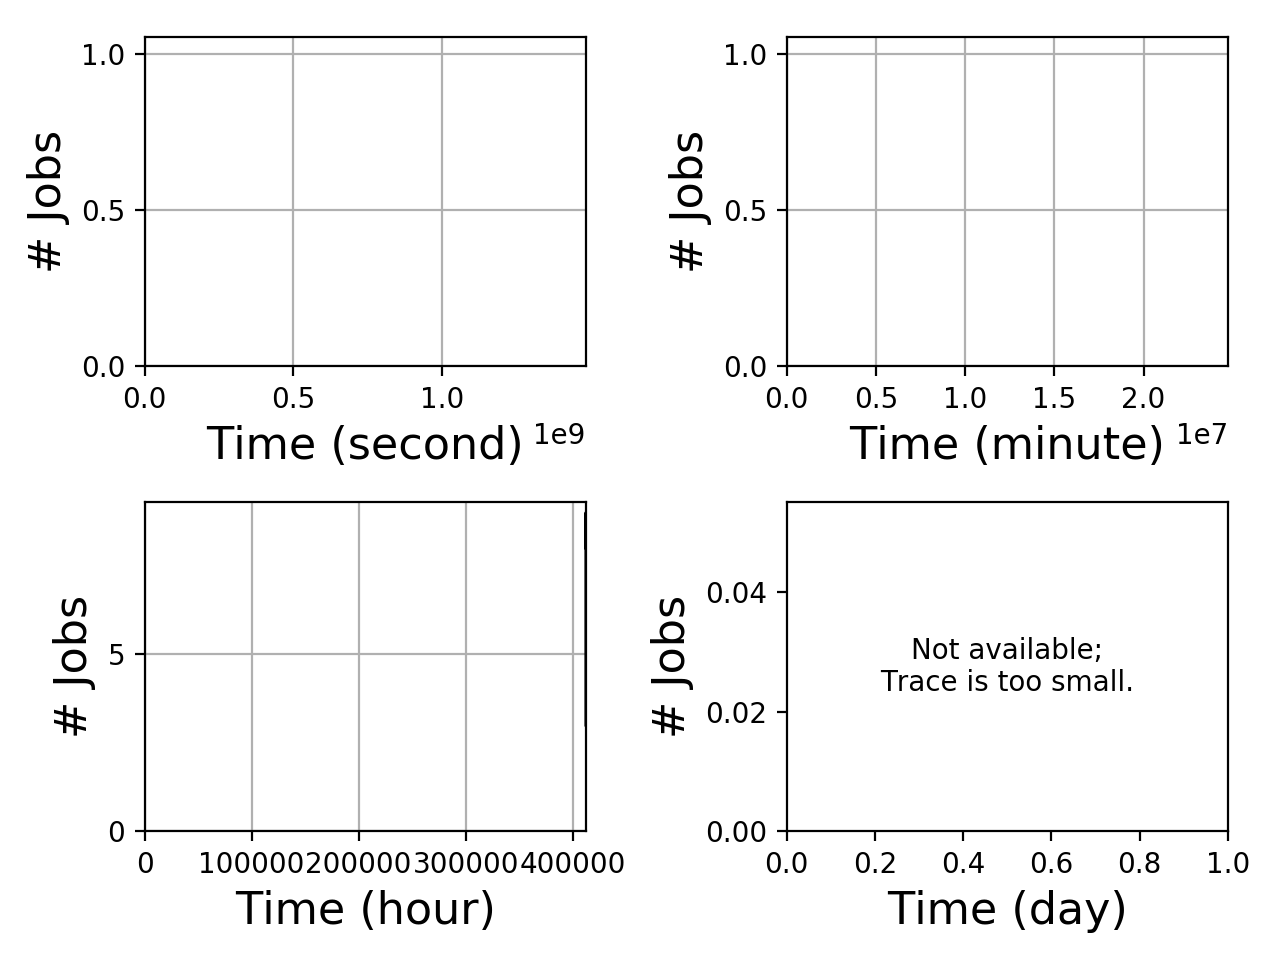 1.0
0.5
0.0
# Jobs
0.0 0.5 1.0
Time (second) 1e9
1.0
0.5
0.0
# Jobs
0.0 0.5 1.0 1.5 2.0
Time (minute) 1e7
5
0
# Jobs
0 100000 200000 300000 400000
Time (hour)
0.04
0.02
0.00
# Jobs
Not available;
Trace is too small.
0.0 0.2 0.4 0.6 0.8 1.0
Time (day)